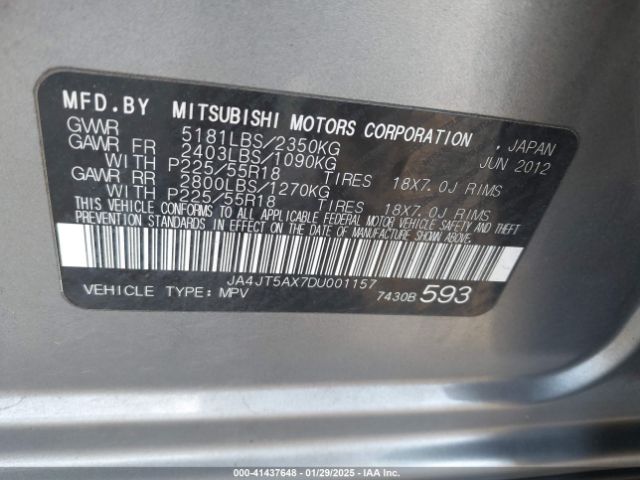 MFD.BY MITSUBISHI MOTORS CORPORATION , JAPAN
GVWR 5181LBS/2350KG JUN 2012
GAWR FR 2403LBS/1090KG
WITH P225/55R18 TIRES 18X7.0J RIMS
GAWR RR 2800LBS/1270KG
WITH P225/55R18 TIRES 18X7.0J RIMS
THIS VEHICLE CONFORMS TO ALL APPLICABLE FEDERAL MOTOR VEHICLE SAFETY AND THEFT
PREVENTION STANDARDS IN EFFECT ON THE DATE OF MANUFACTURE SHOWN ABOVE.
JA4JT5AX7DU001157
VEHICLE TYPE: MPV 7430B 593
000-41437648 | 01/29/2025 - IAA Inc.